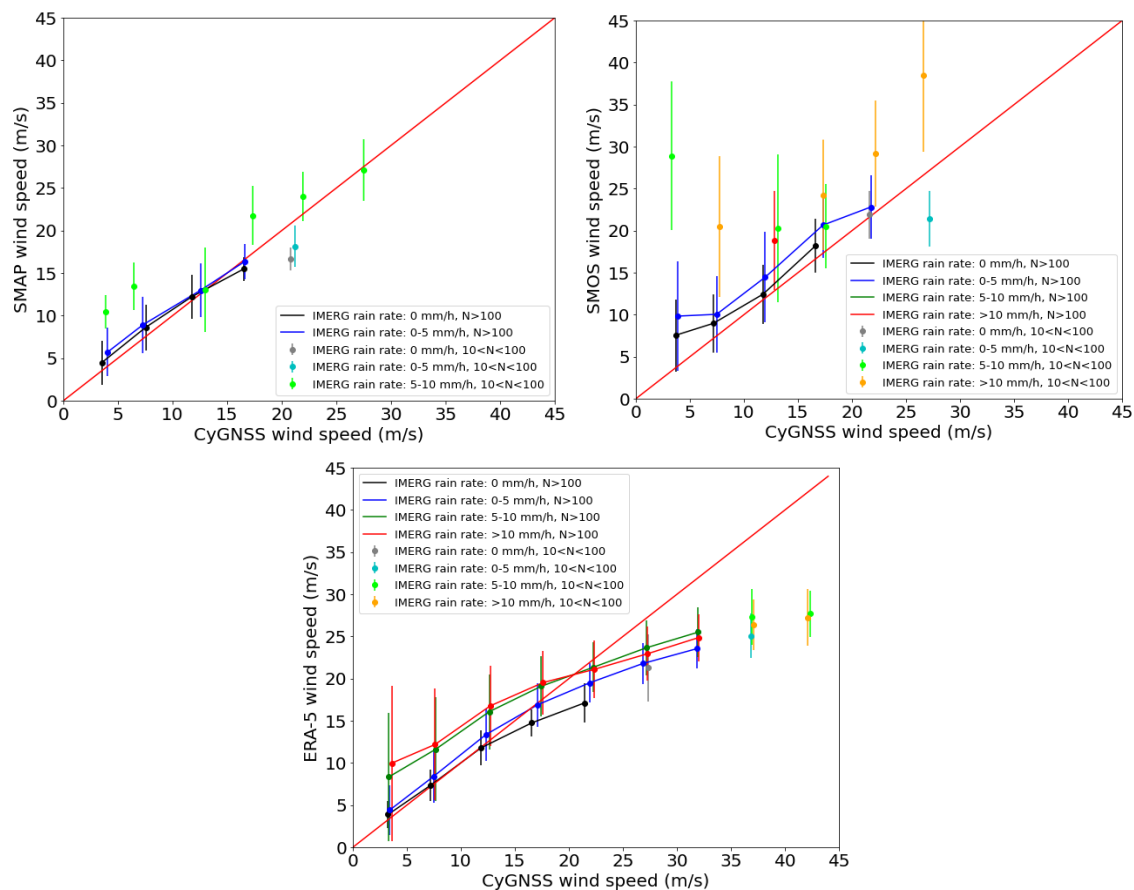 45
40
35
30
25
20
15
10
5
0
SMAP wind speed (m/s)
IMERG rain rate: 0 mm/h, N>100
IMERG rain rate: 0-5 mm/h, N>100
IMERG rain rate: 0 mm/h, 10<N<100
IMERG rain rate: 0-5 mm/h, 10<N<100
IMERG rain rate: 5-10 mm/h, 10<N<100
0 5 10 15 20 25 30 35 40 45
CyGNSS wind speed (m/s)
45
40
35
30
25
20
15
10
5
0
SMOS wind speed (m/s)
IMERG rain rate: 0 mm/h, N>100
IMERG rain rate: 0-5 mm/h, N>100
IMERG rain rate: 5-10 mm/h, N>100
IMERG rain rate: >10 mm/h, N>100
IMERG rain rate: 0 mm/h, 10<N<100
IMERG rain rate: 0-5 mm/h, 10<N<100
IMERG rain rate: 5-10 mm/h, 10<N<100
IMERG rain rate: >10 mm/h, 10<N<100
0 5 10 15 20 25 30 35 40 45
CyGNSS wind speed (m/s)
45
40
35
30
25
20
15
10
5
0
ERA-5 wind speed (m/s)
IMERG rain rate: 0 mm/h, N>100
IMERG rain rate: 0-5 mm/h, N>100
IMERG rain rate: 5-10 mm/h, N>100
IMERG rain rate: >10 mm/h, N>100
IMERG rain rate: 0 mm/h, 10<N<100
IMERG rain rate: 0-5 mm/h, 10<N<100
IMERG rain rate: 5-10 mm/h, 10<N<100
IMERG rain rate: >10 mm/h, 10<N<100
0 5 10 15 20 25 30 35 40 45
CyGNSS wind speed (m/s)